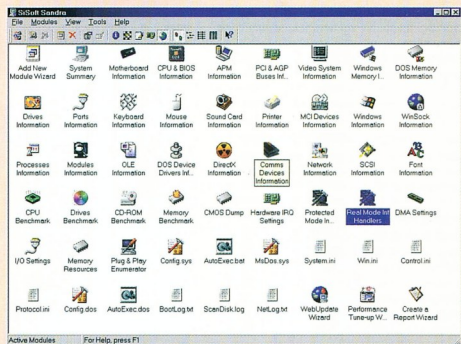 SiSoft Sandra
File Modules View Tools Help
Add New Module Wizard
System Summary
Motherboard Information
CPU & BIOS Information
APM Information
PCI & AGP Buses Inf...
Video System Information
Windows Memory I...
DOS Memory Information
Drives Information
Ports Information
Keyboard Information
Mouse Information
Sound Card Information
Printer Information
MCI Devices Information
Windows Information
WinSock Information
Processes Information
Modules Information
OLE Information
DOS Device Drivers Inf...
DirectX Information
Comms Devices Information
Network Information
SCSI Information
Font Information
CPU Benchmark
Drives Benchmark
CD-ROM Benchmark
Memory Benchmark
CMOS Dump
Hardware IRQ Settings
Protected Mode In...
Real Mode Int Handlers
DMA Settings
I/O Settings
Memory Resources
Plug & Play Enumerator
Config.sys
AutoExec.bat
MsDos.sys
System.ini
Win.ini
Control.ini
Protocol.ini
Config.dos
AutoExec.dos
BootLog.txt
ScanDisk.log
NetLog.txt
WebUpdate Wizard
Performance Tune-up W...
Create a Report Wizard
Active Modules For Help, press F1